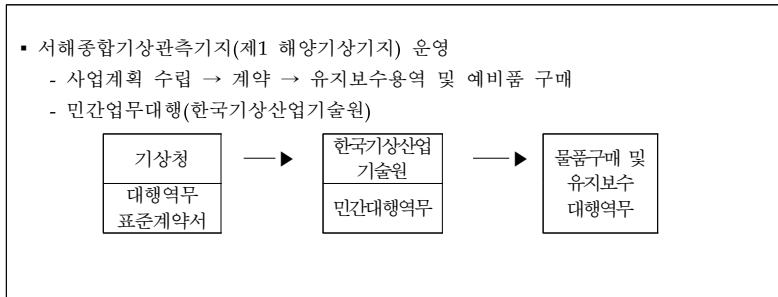 ▪ 서해종합기상관측기지(제1 해양기상기지) 운영
- 사업계획 수립 → 계약 → 유지보수용역 및 예비품 구매
- 민간업무대행(한국기상산업기술원)
기상청
대행역무
표준계약서
한국기상산업
기술원
민간대행역무
물품구매 및
유지보수
대행역무